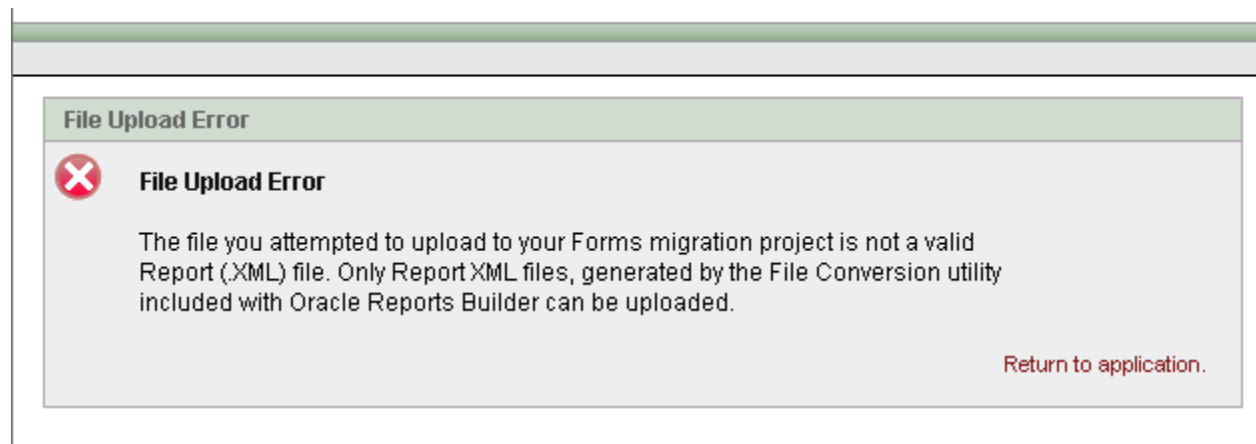 File Upload Error
File Upload Error
The file you attempted to upload to your Forms migration project is not a valid
Report (.XML) file. Only Report XML files, generated by the File Conversion utility
included with Oracle Reports Builder can be uploaded.
Return to application.